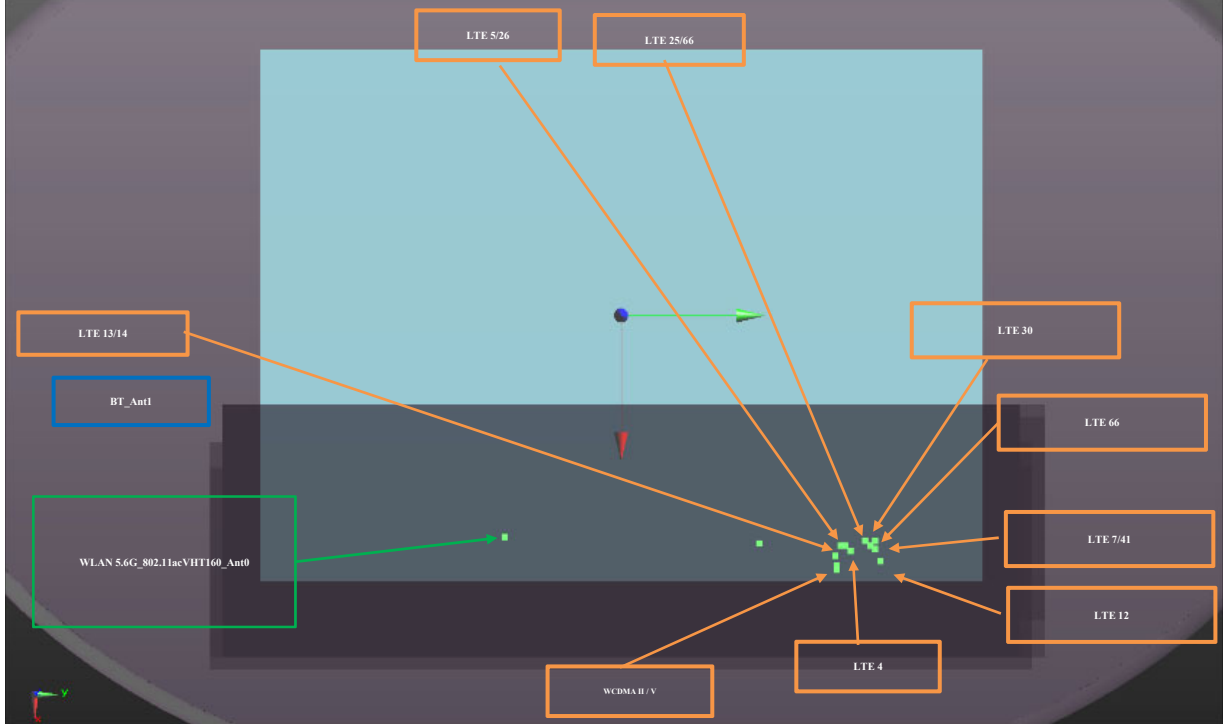 LTE 5/26
LTE 25/66
LTE 13/14
LTE 30
BT_Ant1
LTE 66
LTE 7/41
WLAN 5.6G_802.11acVHT160_Ant0
LTE 12
LTE 4
WCDMA II / V
y
x